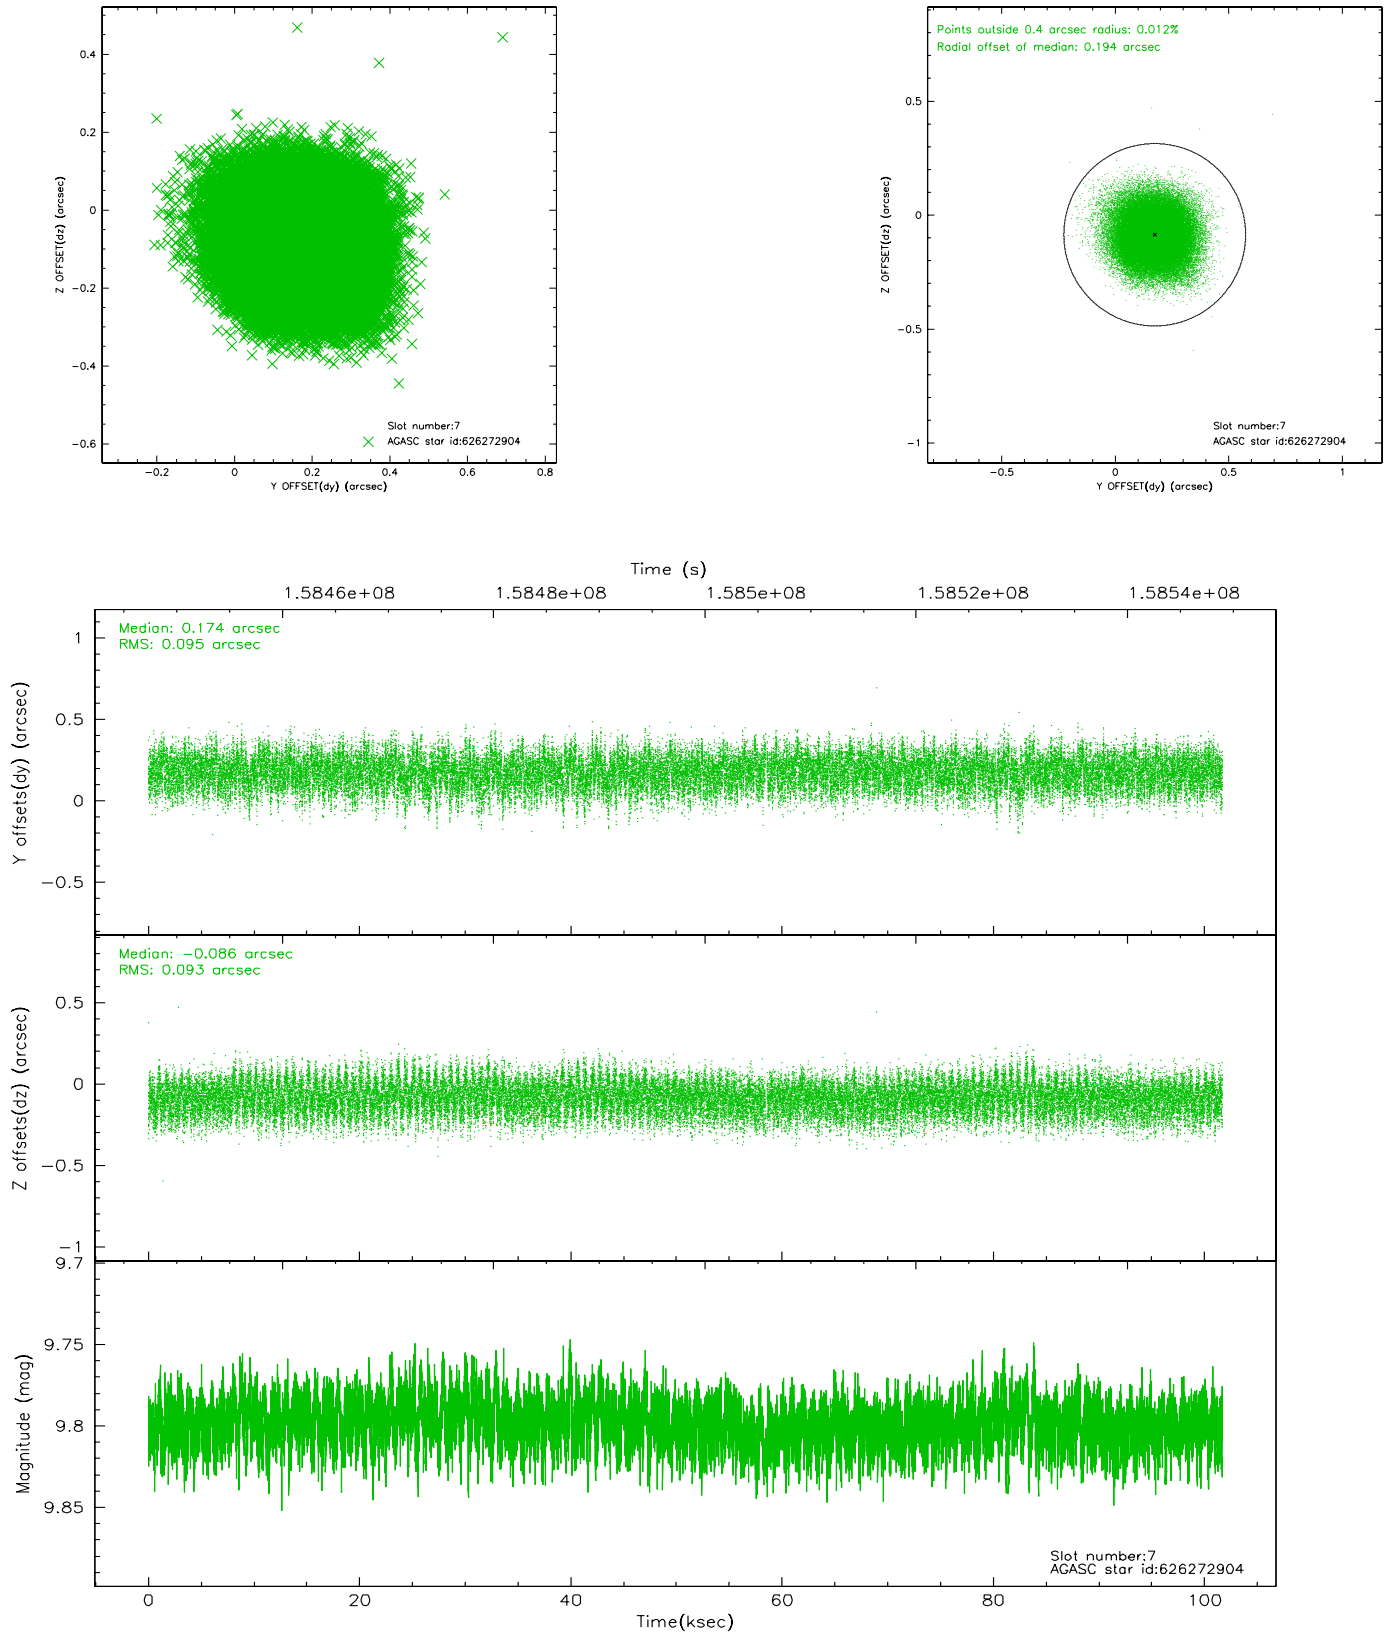 0.4
0.2
0
−0.2
−0.4
−0.6
Z OFFSET(dz) (arcsec)
Slot number:7
AGASC star id:626272904
−0.2 0 0.2 0.4 0.6 0.8
Y OFFSET(dy) (arcsec)
Points outside 0.4 arcsec radius: 0.012%
Radial offset of median: 0.194 arcsec
0.5
0
−0.5
−1
Z OFFSET(dz) (arcsec)
Slot number:7
AGASC star id:626272904
−0.5 0 0.5 1
Y OFFSET(dy) (arcsec)
Time (s)
1.5846e+08 1.5848e+08 1.585e+08 1.5852e+08 1.5854e+08
Median: 0.174 arcsec
RMS: 0.095 arcsec
1
0.5
0
−0.5
Y offsets(dy) (arcsec)
Median: −0.086 arcsec
RMS: 0.093 arcsec
0.5
0
−0.5
−1
Z offsets(dz) (arcsec)
9.7
9.75
9.8
9.85
Magnitude (mag)
Slot number:7
AGASC star id:626272904
0 20 40 60 80 100
Time(ksec)